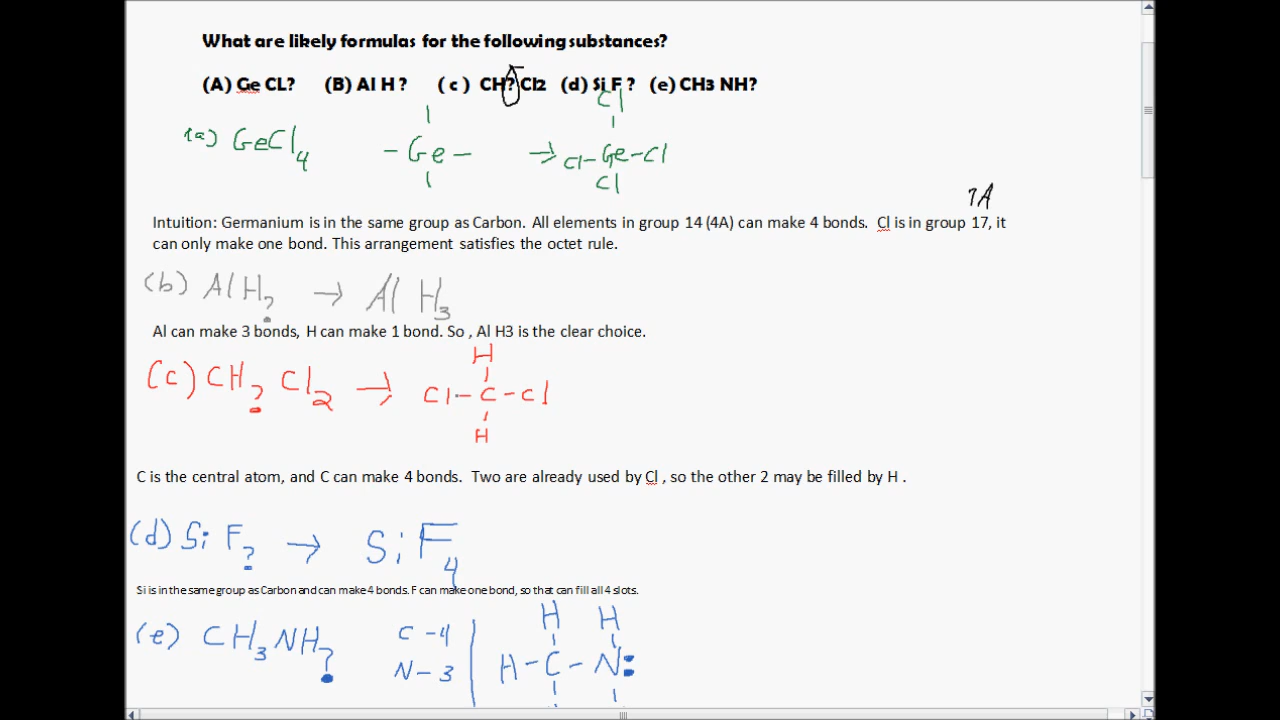 What are likely formulas for the following substances?
(A) Ge CL? (B) Al H ? ( c ) CH? Cl2 (d) Si F ? (e) CH3 NH?
Cl
(a) GeCl4 - Ge - → Cl-Ge-Cl
Cl
7A
Intuition: Germanium is in the same group as Carbon. All elements in group 14 (4A) can make 4 bonds. Cl is in group 17, it
can only make one bond. This arrangement satisfies the octet rule.
(b) AlH? → Al H3
Al can make 3 bonds, H can make 1 bond. So , Al H3 is the clear choice.
H
(c) CH? Cl2 → Cl-C-Cl
H
C is the central atom, and C can make 4 bonds. Two are already used by Cl , so the other 2 may be filled by H .
(d) Si F? → SiF4
Si is in the same group as Carbon and can make 4 bonds. F can make one bond, so that can fill all 4 slots.
H H
(e) CH3NH? C -4
N - 3 H-C-N: